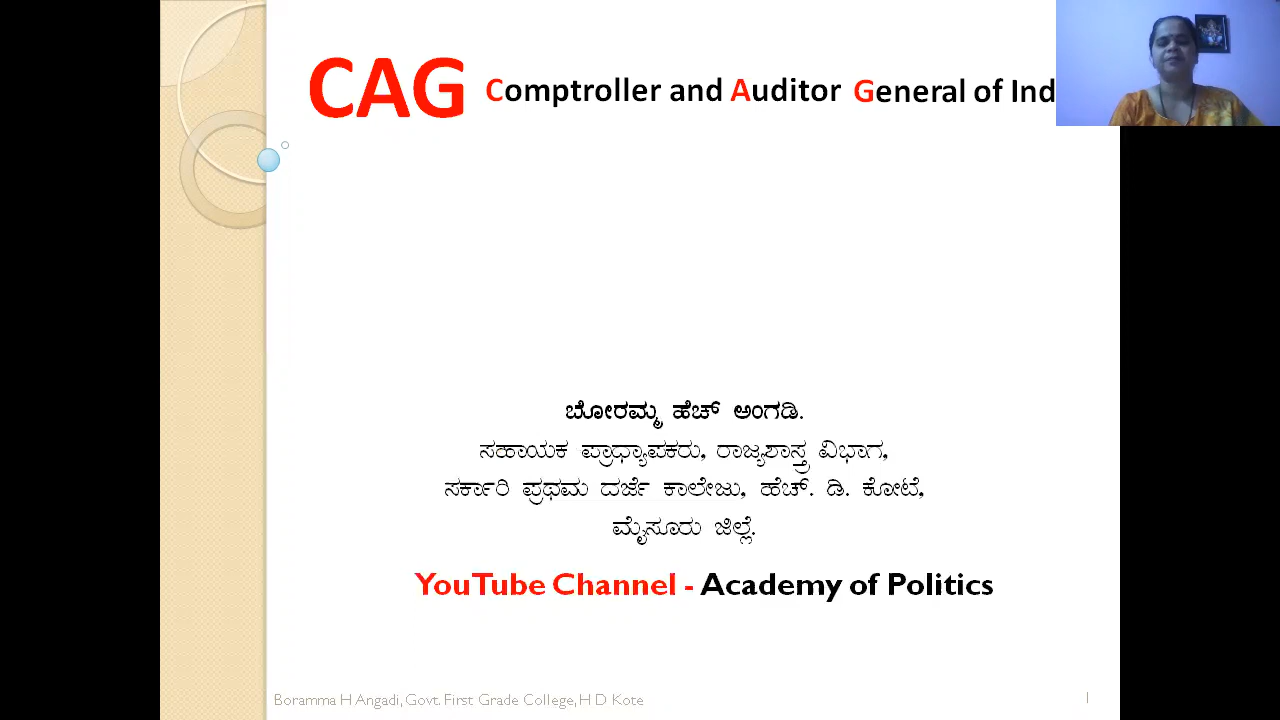 CAG Comptroller and Auditor General of Ind
ಬೋರಮ್ಮ ಹೆಚ್ ಅಂಗಡಿ.
ಸಹಾಯಕ ಪ್ರಾಧ್ಯಾಪಕರು, ರಾಜ್ಯಶಾಸ್ತ್ರ ವಿಭಾಗ,
ಸರ್ಕಾರಿ ಪ್ರಥಮ ದರ್ಜೆ ಕಾಲೇಜು, ಹೆಚ್. ಡಿ. ಕೋಟೆ,
ಮೈಸೂರು ಜಿಲ್ಲೆ.
YouTube Channel - Academy of Politics
Boramma H Angadi, Govt. First Grade College, H D Kote 1